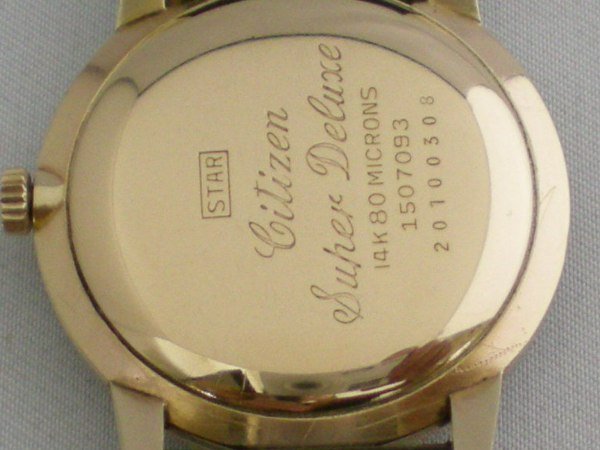 STAR
Citizen
Super Deluxe
14K 80 MICRONS
1507093
20100308